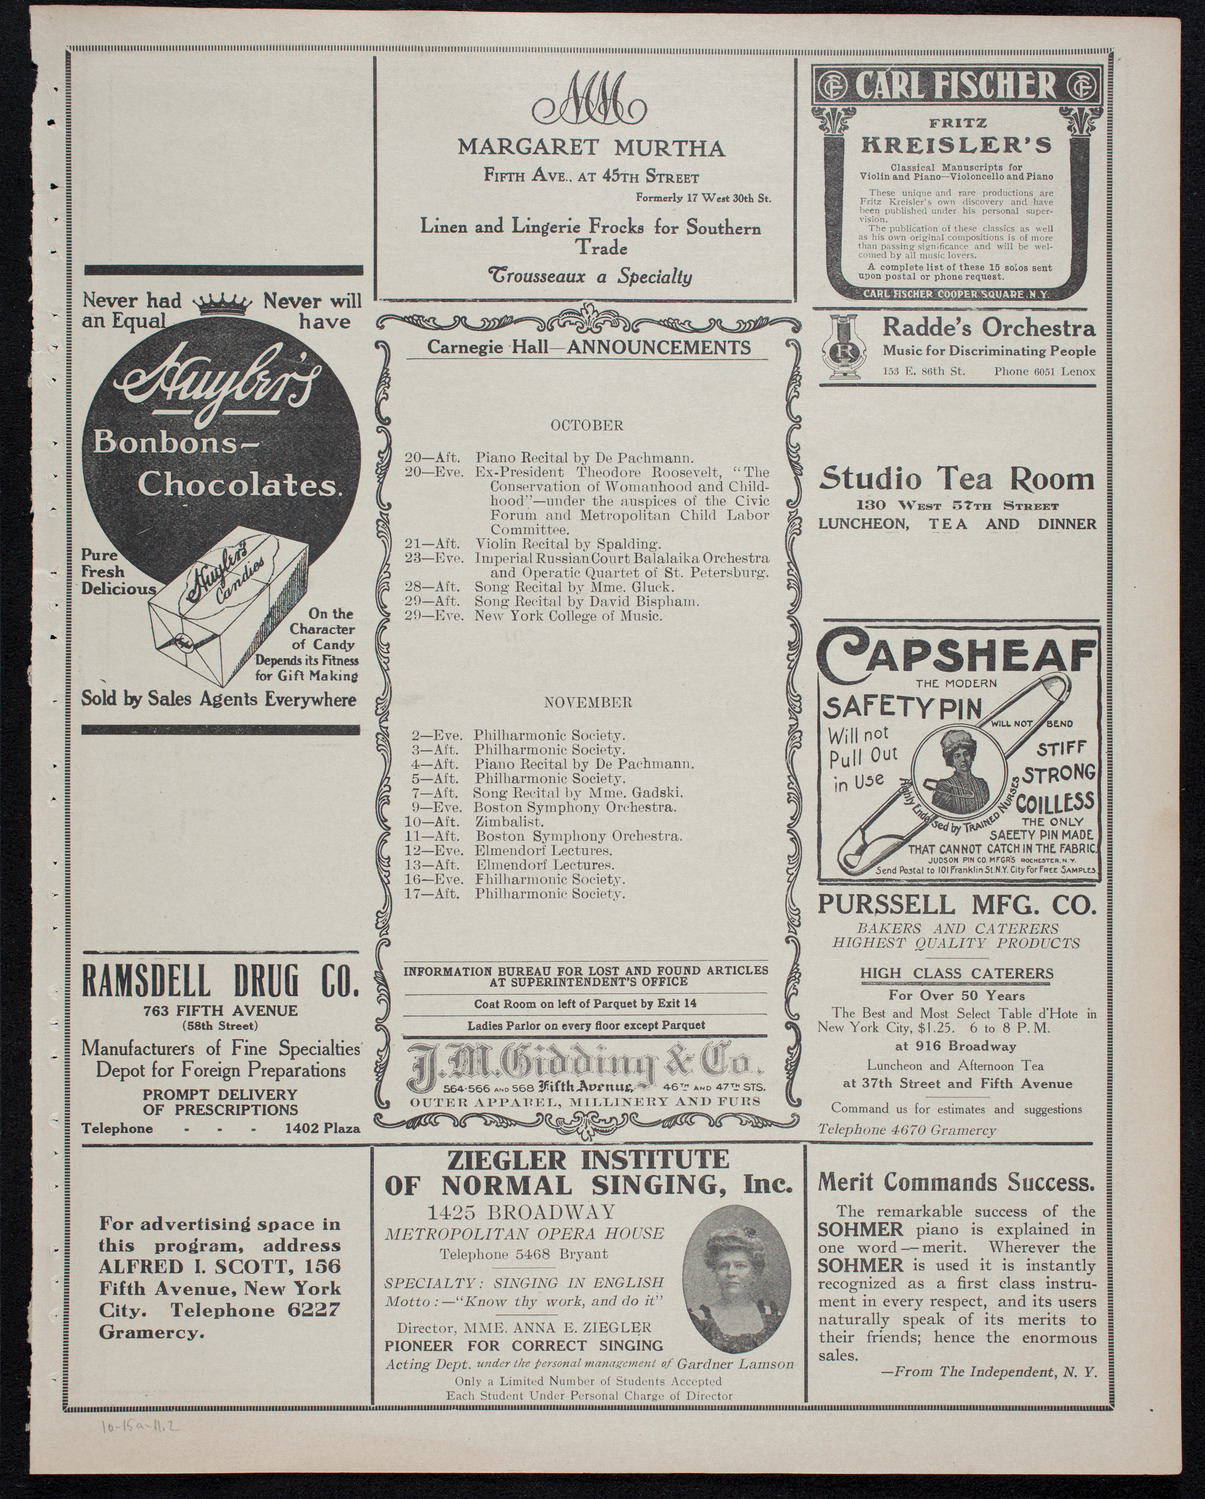 MM
MARGARET MURTHA
FIFTH AVE., AT 45TH STREET
Formerly 17 West 30th St.
Linen and Lingerie Frocks for Southern
Trade
Trousseaux a Specialty
CF CARL FISCHER CF
FRITZ
KREISLER'S
Classical Manuscripts for
Violin and Piano—Violoncello and Piano
These unique and rare productions are
Fritz Kreisler's own discovery and have
been published under his personal super-
vision.
The publication of these classics as well
as his own original compositions is of more
than passing significance and will be wel-
comed by all music lovers.
A complete list of these 15 solos sent
upon postal or phone request.
CARL FISCHER COOPER SQUARE, N.Y.
Never had
an Equal
Never will
have
Huyler's
Bonbons—
Chocolates.
Pure
Fresh
Delicious
Huyler's
Candies
On the
Character
of Candy
Depends its Fitness
for Gift Making
Sold by Sales Agents Everywhere
RAMSDELL DRUG CO.
763 FIFTH AVENUE
(58th Street)
Manufacturers of Fine Specialties
Depot for Foreign Preparations
PROMPT DELIVERY
OF PRESCRIPTIONS
Telephone - - - 1402 Plaza
Carnegie Hall—ANNOUNCEMENTS
OCTOBER
20—Aft. Piano Recital by De Pachmann.
20—Eve. Ex-President Theodore Roosevelt, "The
Conservation of Womanhood and Child-
hood"—under the auspices of the Civic
Forum and Metropolitan Child Labor
Committee.
21—Aft. Violin Recital by Spalding.
23—Eve. Imperial Russian Court Balalaika Orchestra
and Operatic Quartet of St. Petersburg.
28—Aft. Song Recital by Mme. Gluck.
29—Aft. Song Recital by David Bispham.
29—Eve. New York College of Music.
NOVEMBER
2—Eve. Philharmonic Society.
3—Aft. Philharmonic Society.
4—Aft. Piano Recital by De Pachmann.
5—Aft. Philharmonic Society.
7—Aft. Song Recital by Mme. Gadski.
9—Eve. Boston Symphony Orchestra.
10—Aft. Zimbalist.
11—Aft. Boston Symphony Orchestra.
12—Eve. Elmendorf Lectures.
13—Aft. Elmendorf Lectures.
16—Eve. Philharmonic Society.
17—Aft. Philharmonic Society.
INFORMATION BUREAU FOR LOST AND FOUND ARTICLES
AT SUPERINTENDENT'S OFFICE
Coat Room on left of Parquet by Exit 14
Ladies Parlor on every floor except Parquet
J. M. Gidding & Co.
564-566 AND 568 Fifth Avenue, 46TH AND 47TH STS.
OUTER APPAREL, MILLINERY AND FURS
R
Radde's Orchestra
Music for Discriminating People
153 E. 86th St. Phone 6051 Lenox
Studio Tea Room
130 WEST 57TH STREET
LUNCHEON, TEA AND DINNER
CAPSHEAF
THE MODERN
SAFETY PIN
WILL NOT BEND
Will not
Pull Out
in Use
STIFF
STRONG
COILLESS
Highly Endorsed by TRAINED NURSES
THE ONLY
SAFETY PIN MADE
THAT CANNOT CATCH IN THE FABRIC.
JUDSON PIN CO. MFGR'S ROCHESTER, N.Y.
Send Postal to 101 Franklin St. N.Y. City For FREE SAMPLES.
PURSSELL MFG. CO.
BAKERS AND CATERERS
HIGHEST QUALITY PRODUCTS
HIGH CLASS CATERERS
For Over 50 Years
The Best and Most Select Table d'Hote in
New York City, $1.25. 6 to 8 P. M.
at 916 Broadway
Luncheon and Afternoon Tea
at 37th Street and Fifth Avenue
Command us for estimates and suggestions
Telephone 4670 Gramercy
For advertising space in
this program, address
ALFRED I. SCOTT, 156
Fifth Avenue, New York
City. Telephone 6227
Gramercy.
ZIEGLER INSTITUTE
OF NORMAL SINGING, Inc.
1425 BROADWAY
METROPOLITAN OPERA HOUSE
Telephone 5468 Bryant
SPECIALTY: SINGING IN ENGLISH
Motto:—"Know thy work, and do it"
Director, MME. ANNA E. ZIEGLER
PIONEER FOR CORRECT SINGING
Acting Dept. under the personal management of Gardner Lamson
Only a Limited Number of Students Accepted
Each Student Under Personal Charge of Director
Merit Commands Success.
The remarkable success of the
SOHMER piano is explained in
one word—merit. Wherever the
SOHMER is used it is instantly
recognized as a first class instru-
ment in every respect, and its users
naturally speak of its merits to
their friends; hence the enormous
sales.
—From The Independent, N. Y.
10-15a-11.2